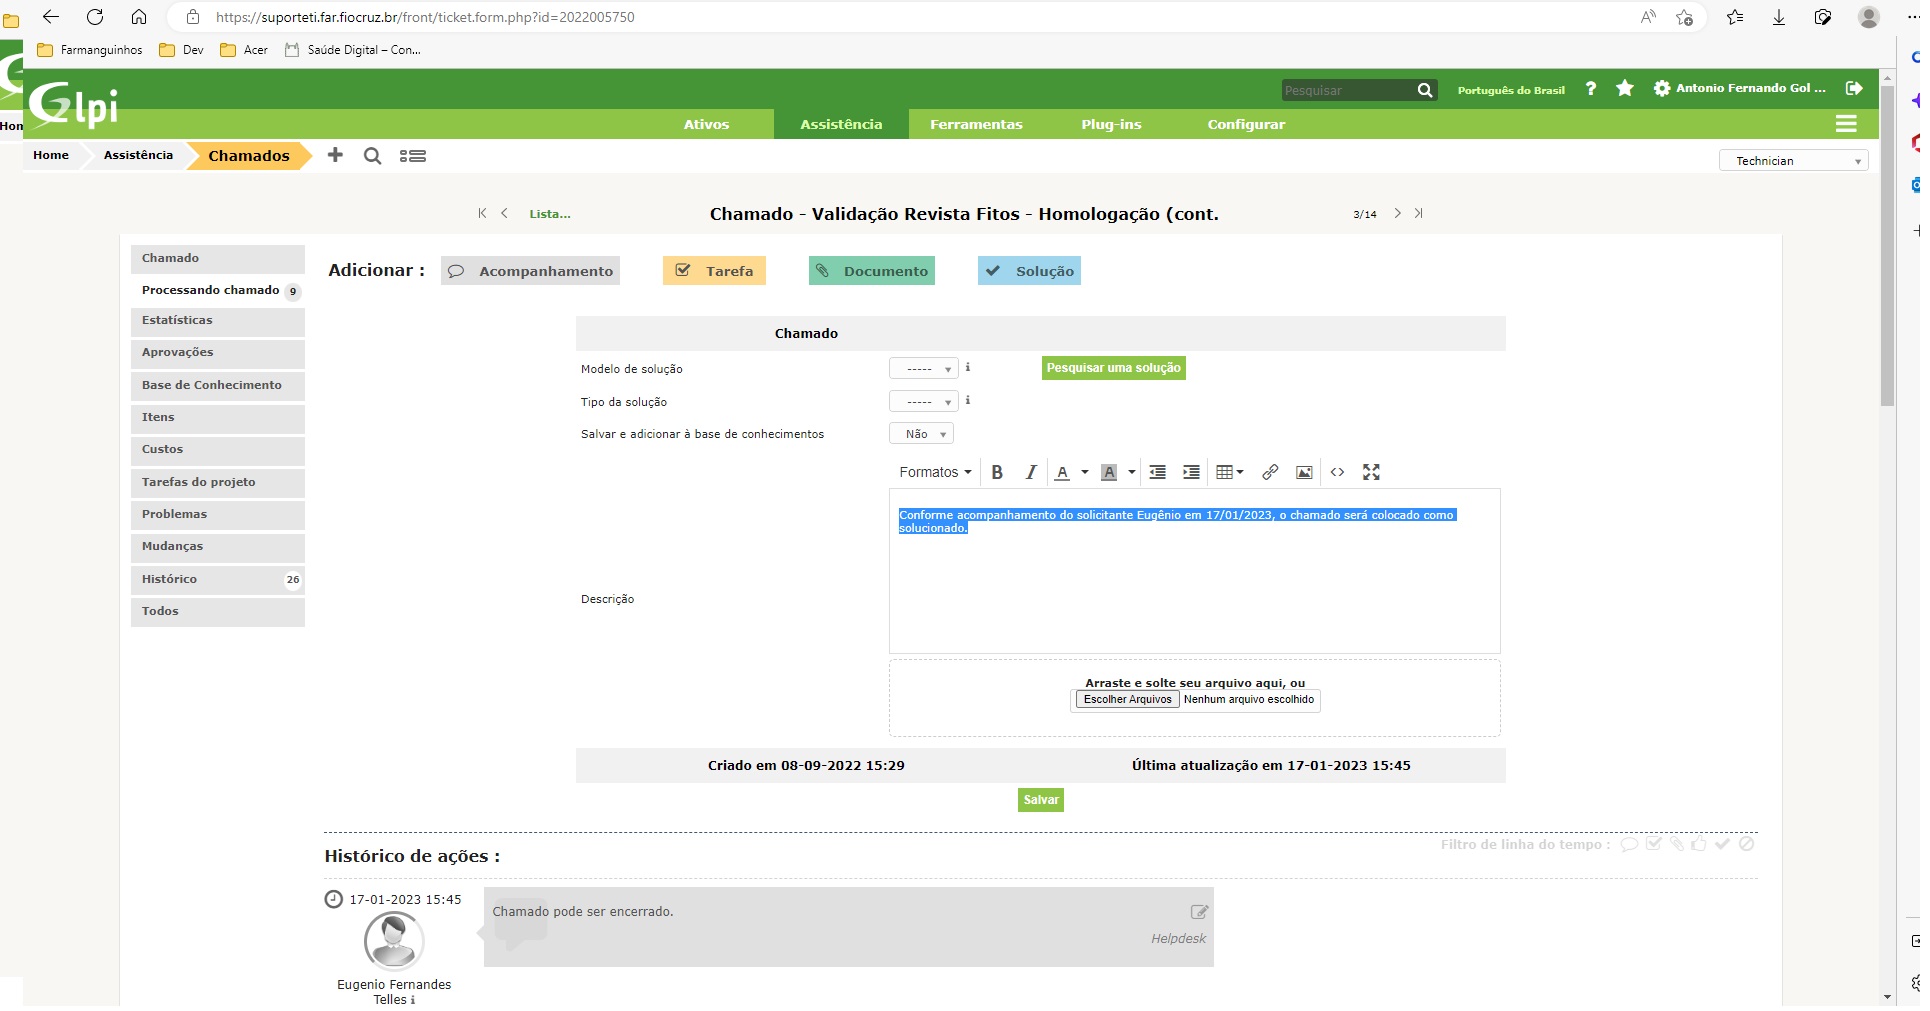 https://suporteti.far.fiocruz.br/front/ticket.form.php?id=2022005750
Farmanguinhos Dev Acer Saúde Digital – Con...
Glpi
Pesquisar
Português do Brasil ? Antonio Fernando Gol ...
Ativos Assistência Ferramentas Plug-ins Configurar
Home Assistência Chamados
Technician
Lista... Chamado - Validação Revista Fitos - Homologação (cont. 3/14
Chamado
Processando chamado 9
Estatísticas
Aprovações
Base de Conhecimento
Itens
Custos
Tarefas do projeto
Problemas
Mudanças
Histórico 26
Todos
Adicionar : Acompanhamento Tarefa Documento Solução
Chamado
Modelo de solução ----- Pesquisar uma solução
Tipo da solução -----
Salvar e adicionar à base de conhecimentos Não
Formatos B I A A
Conforme acompanhamento do solicitante Eugênio em 17/01/2023, o chamado será colocado como
solucionado.
Descrição
Arraste e solte seu arquivo aqui, ou
Escolher Arquivos Nenhum arquivo escolhido
Criado em 08-09-2022 15:29 Última atualização em 17-01-2023 15:45
Salvar
Filtro de linha do tempo :
Histórico de ações :
17-01-2023 15:45
Chamado pode ser encerrado.
Helpdesk
Eugenio Fernandes
Telles